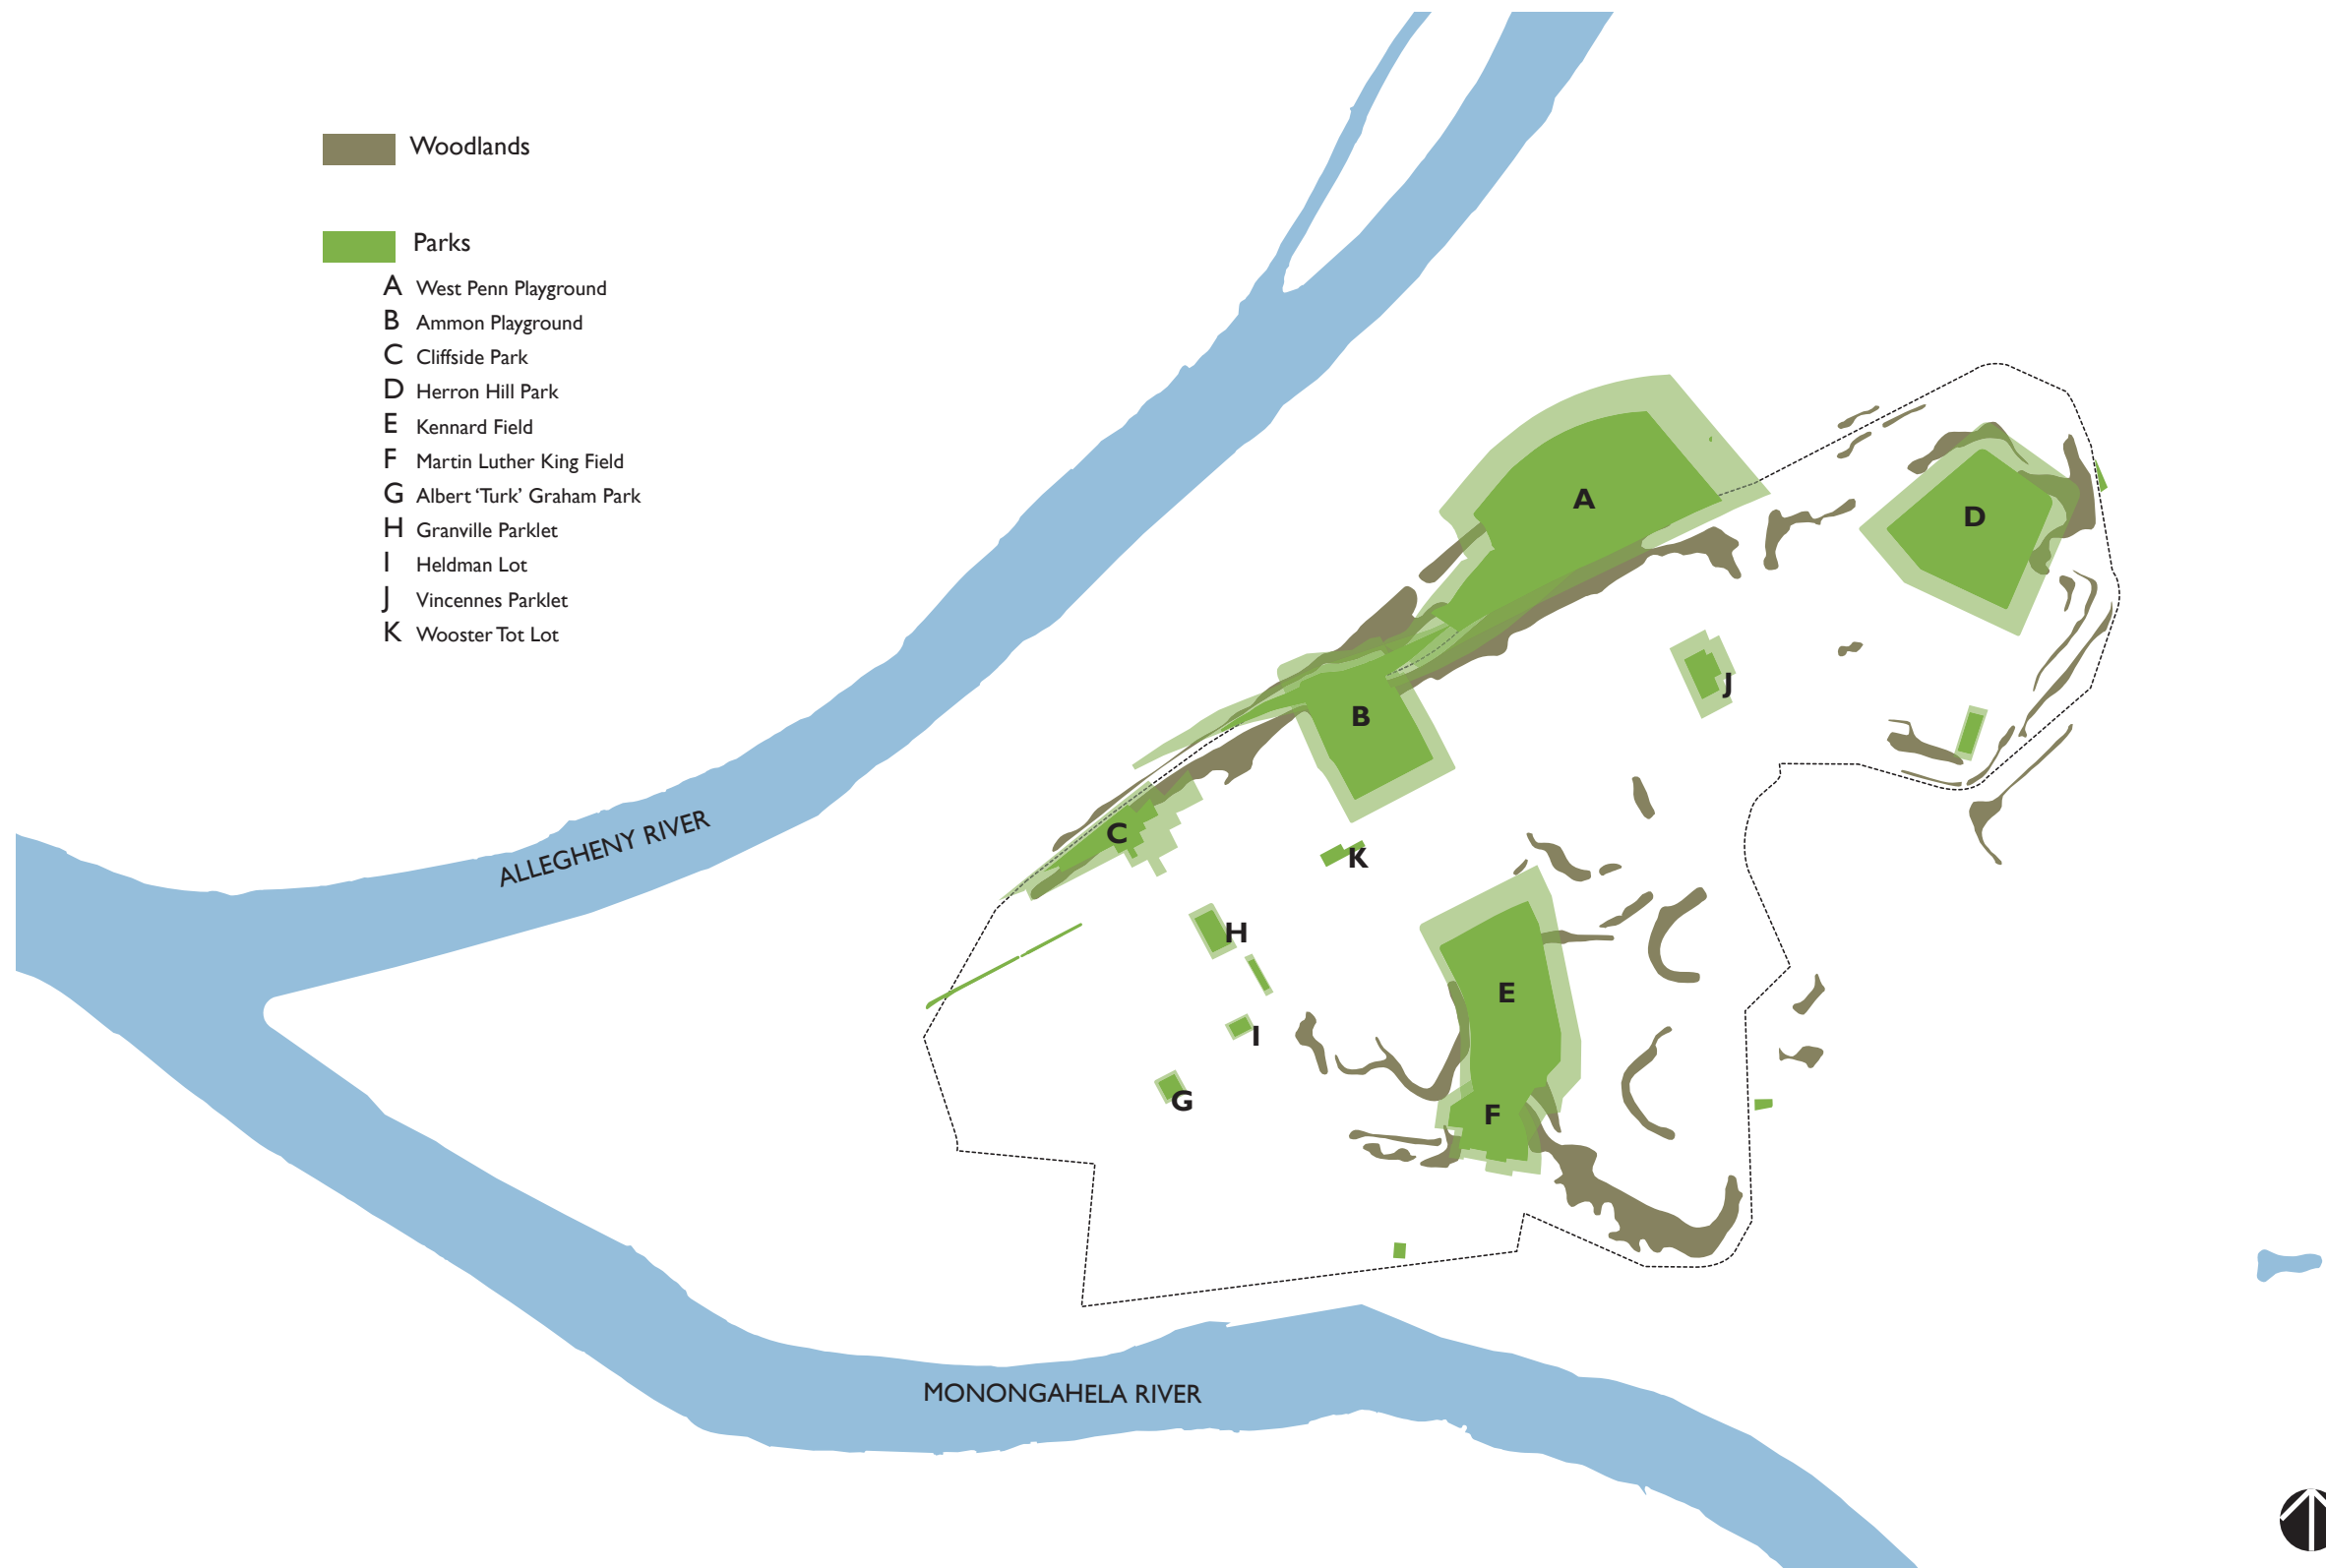 Woodlands
Parks
A West Penn Playground
B Ammon Playground
C Cliffside Park
D Herron Hill Park
E Kennard Field
F Martin Luther King Field
G Albert ‘Turk’ Graham Park
H Granville Parklet
I Heldman Lot
J Vincennes Parklet
K Wooster Tot Lot
A
D
J
B
C
K
H
E
I
G
F
ALLEGHENY RIVER
MONONGAHELA RIVER